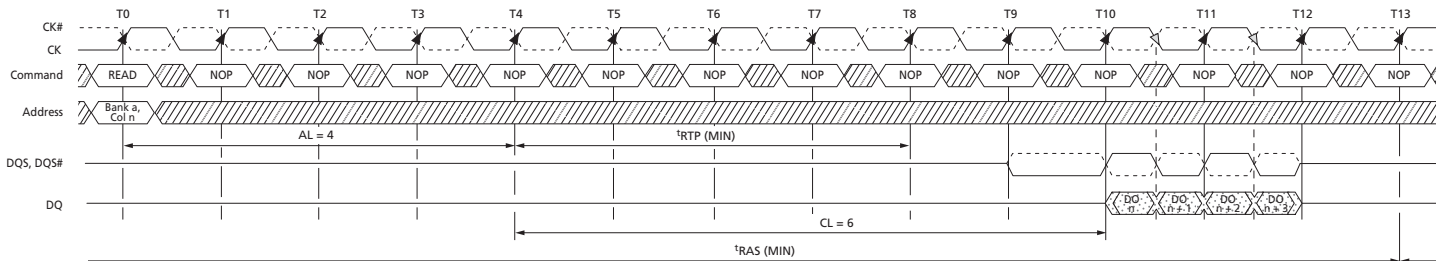 T0 T1 T2 T3 T4 T5 T6 T7 T8 T9 T10 T11 T12 T13
CK#
CK
Command READ NOP NOP NOP NOP NOP NOP NOP NOP NOP NOP NOP NOP NOP
Address Bank a,
Col n
AL = 4 tRTP (MIN)
DQS, DQS#
DQ DO
n DO
n + 1 DO
n + 2 DO
n + 3
CL = 6
tRAS (MIN)